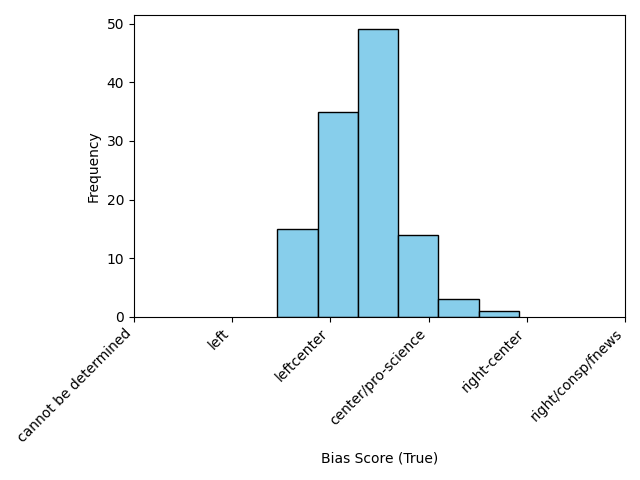 50
40
30
20
10
0
Frequency
cannot be determined
left
leftcenter
center/pro-science
right-center
right/consp/fnews
Bias Score (True)